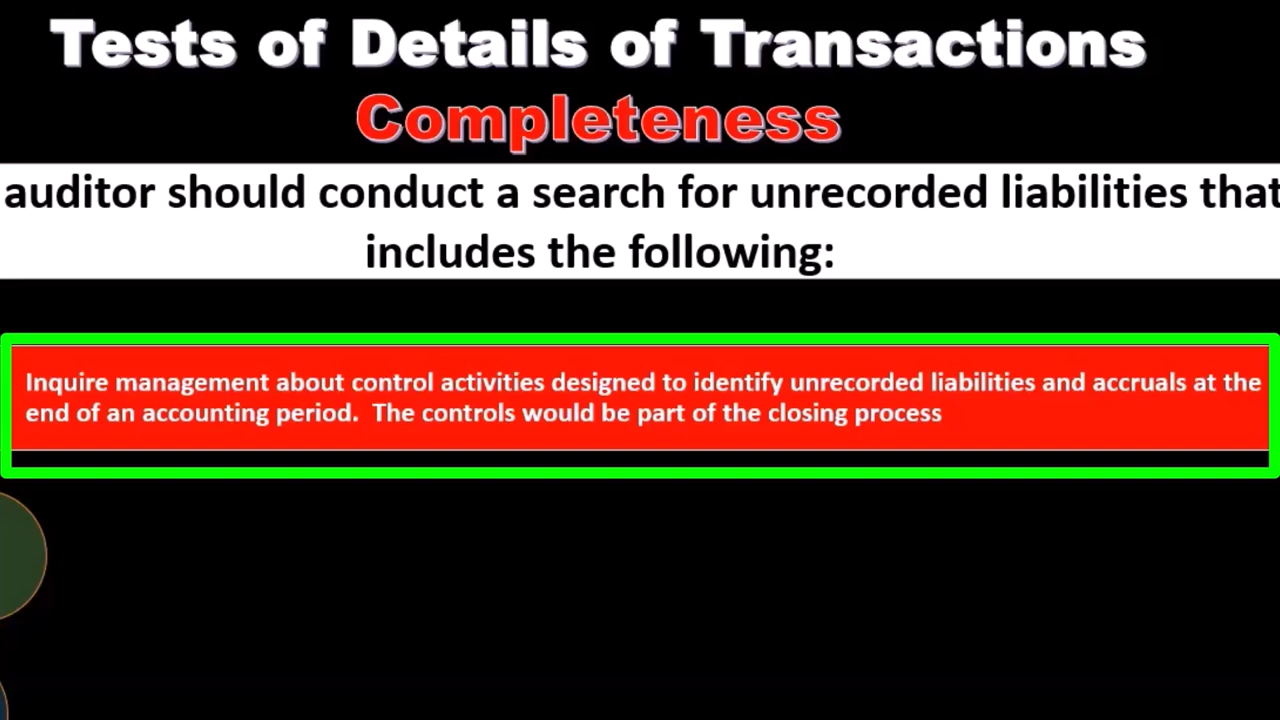 Tests of Details of Transactions
Completeness
auditor should conduct a search for unrecorded liabilities that
includes the following:
Inquire management about control activities designed to identify unrecorded liabilities and accruals at the
end of an accounting period. The controls would be part of the closing process